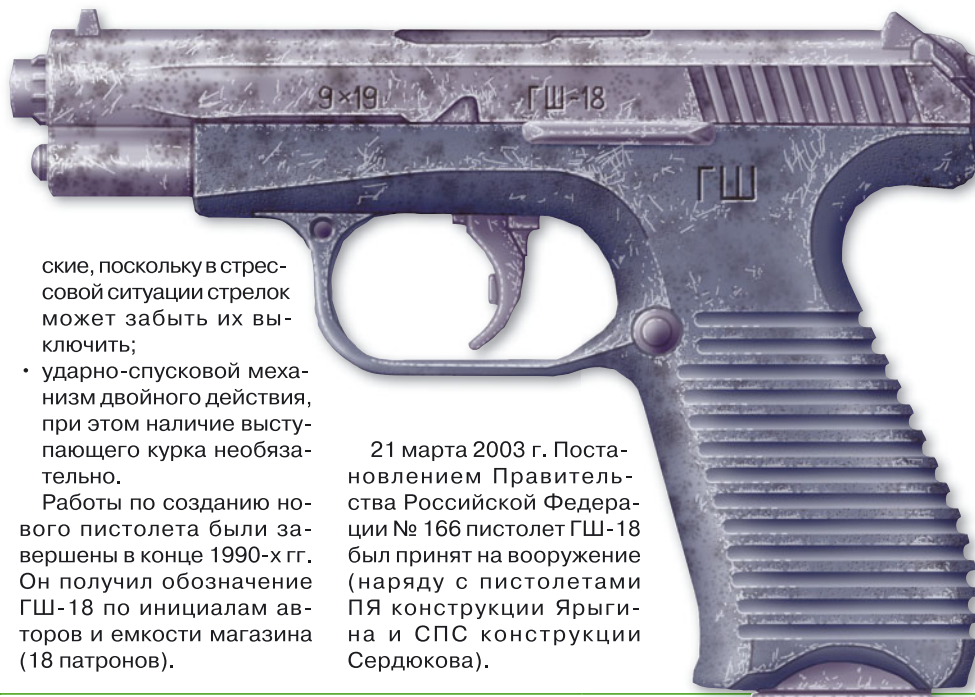 9×19 ГШ-18
ГШ
ские, поскольку в стрес-
совой ситуации стрелок
может забыть их вы-
ключить;
• ударно-спусковой меха-
низм двойного действия,
при этом наличие высту-
пающего курка необяза-
тельно.
Работы по созданию но-
вого пистолета были за-
вершены в конце 1990-х гг.
Он получил обозначение
ГШ-18 по инициалам ав-
торов и емкости магазина
(18 патронов).
21 марта 2003 г. Поста-
новлением Правитель-
ства Российской Федера-
ции № 166 пистолет ГШ-18
был принят на вооружение
(наряду с пистолетами
ПЯ конструкции Ярыги-
на и СПС конструкции
Сердюкова).